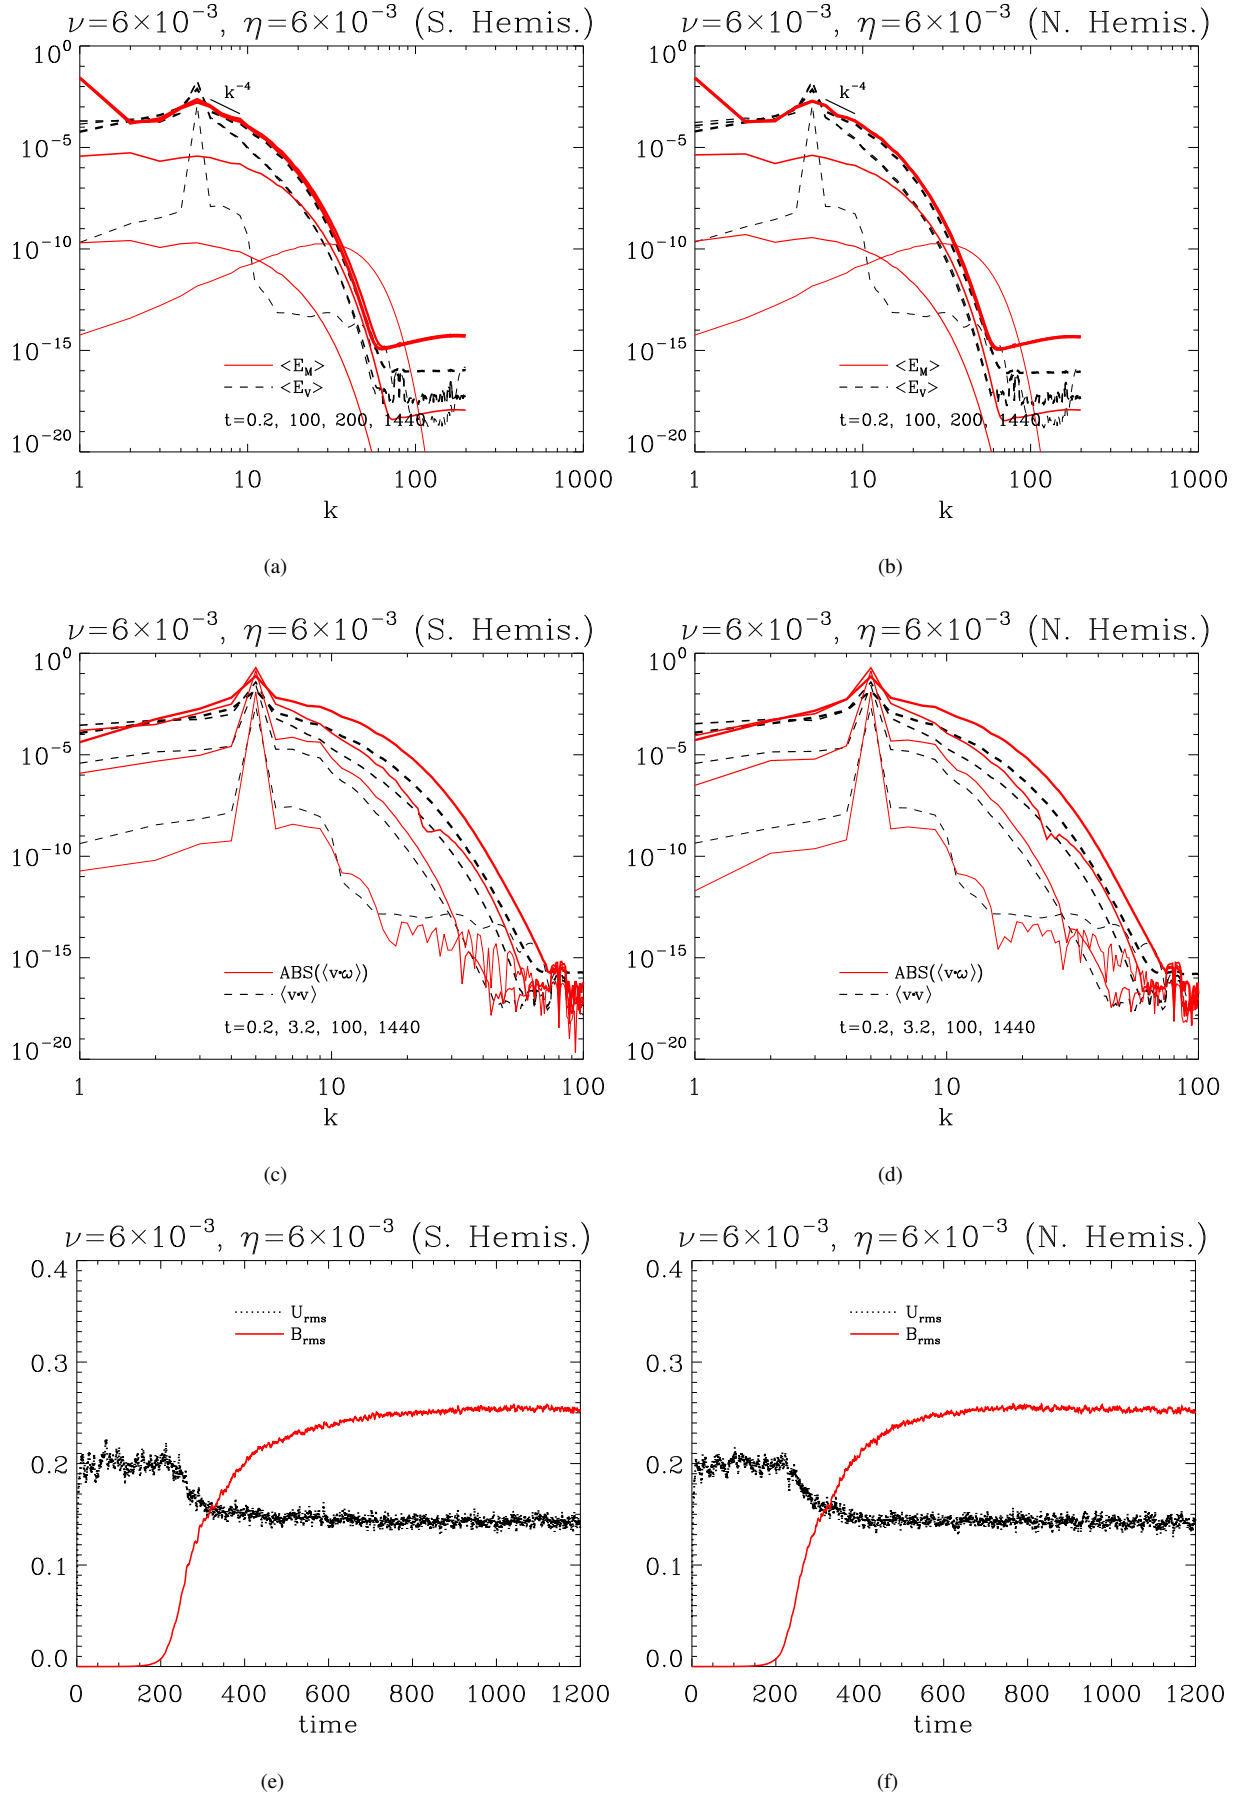 ν=6×10⁻³, η=6×10⁻³ (S. Hemis.)
10⁰
10⁻⁵
10⁻¹⁰
10⁻¹⁵
10⁻²⁰
k⁻⁴
<E_M>
<E_V>
t=0.2, 100, 200, 1440
1 10 100 1000
k
(a)
ν=6×10⁻³, η=6×10⁻³ (N. Hemis.)
10⁰
10⁻⁵
10⁻¹⁰
10⁻¹⁵
10⁻²⁰
k⁻⁴
<E_M>
<E_V>
t=0.2, 100, 200, 1440
1 10 100 1000
k
(b)
ν=6×10⁻³, η=6×10⁻³ (S. Hemis.)
10⁰
10⁻⁵
10⁻¹⁰
10⁻¹⁵
10⁻²⁰
ABS(⟨v·ω⟩)
⟨v·v⟩
t=0.2, 3.2, 100, 1440
1 10 100
k
(c)
ν=6×10⁻³, η=6×10⁻³ (N. Hemis.)
10⁰
10⁻⁵
10⁻¹⁰
10⁻¹⁵
10⁻²⁰
ABS(⟨v·ω⟩)
⟨v·v⟩
t=0.2, 3.2, 100, 1440
1 10 100
k
(d)
ν=6×10⁻³, η=6×10⁻³ (S. Hemis.)
0.4
0.3
0.2
0.1
0.0
U_rms
B_rms
0 200 400 600 800 1000 1200
time
(e)
ν=6×10⁻³, η=6×10⁻³ (N. Hemis.)
0.4
0.3
0.2
0.1
0.0
U_rms
B_rms
0 200 400 600 800 1000 1200
time
(f)